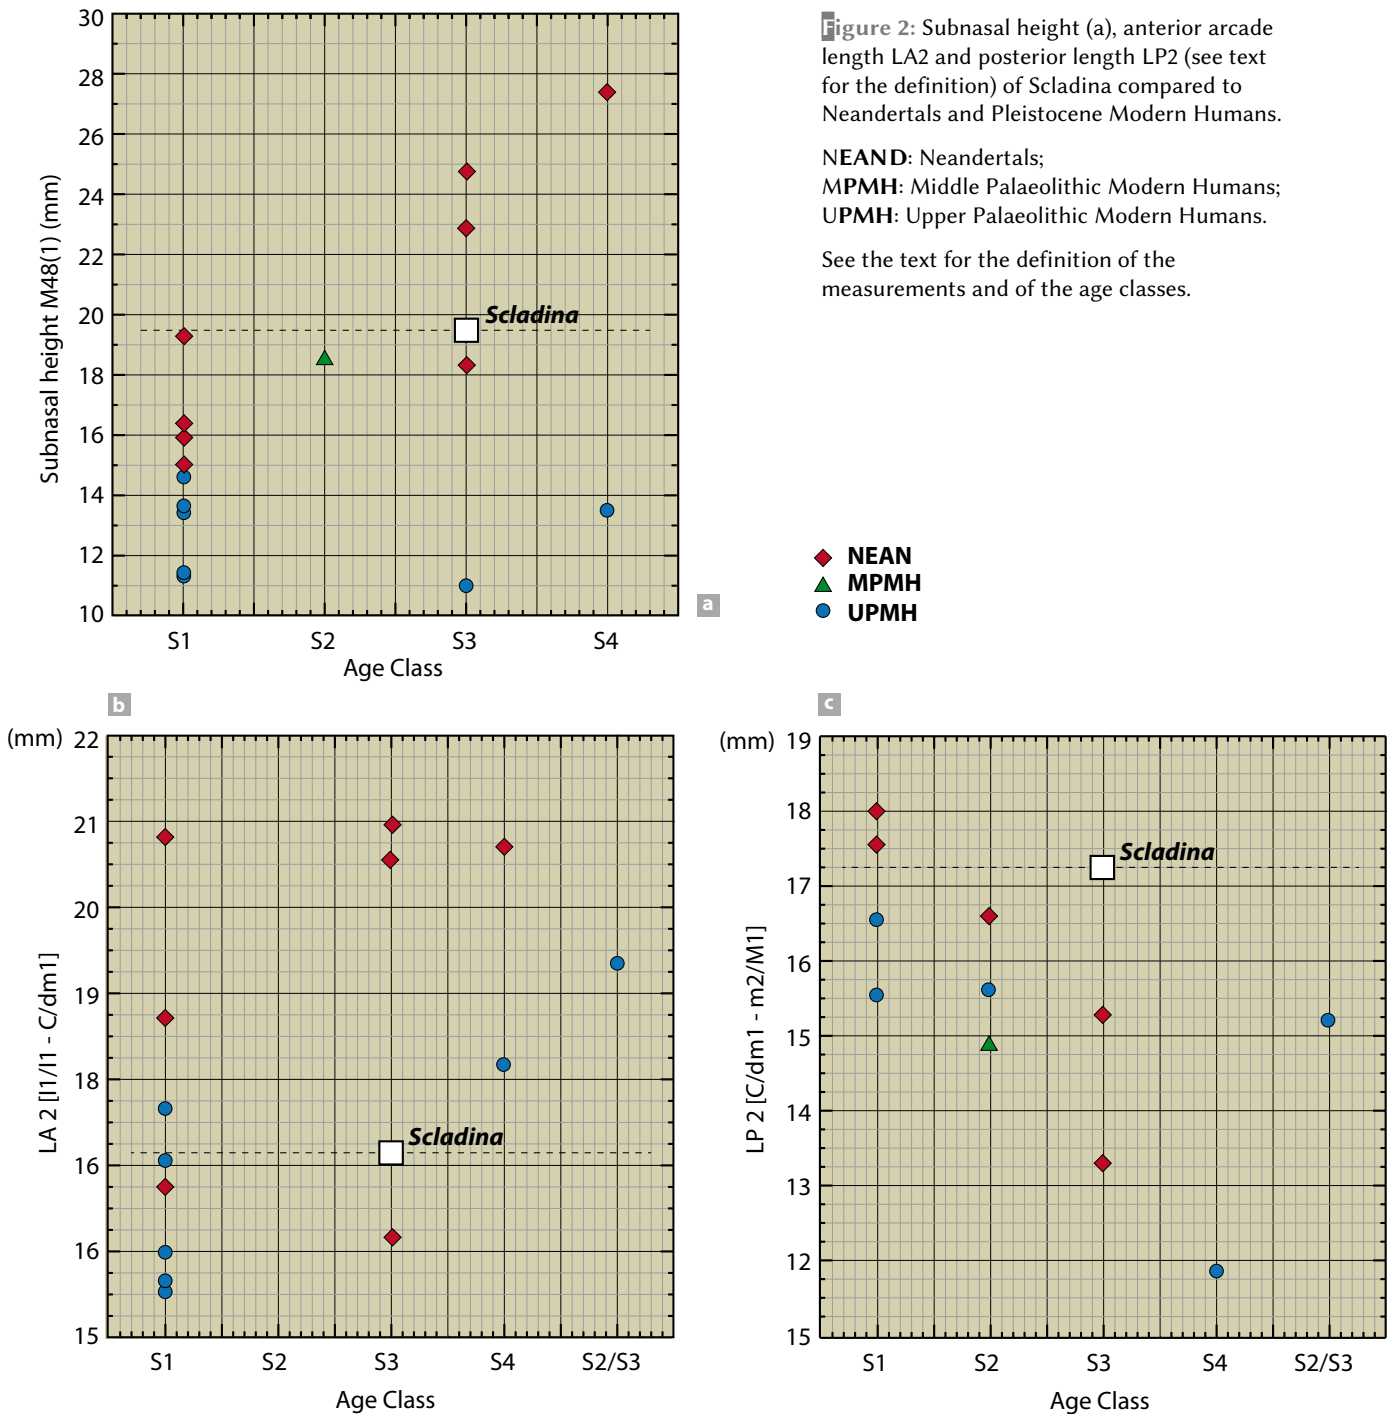 Figure 2: Subnasal height (a), anterior arcade
length LA2 and posterior length LP2 (see text
for the definition) of Scladina compared to
Neandertals and Pleistocene Modern Humans.
NEAND: Neandertals;
MPMH: Middle Palaeolithic Modern Humans;
UPMH: Upper Palaeolithic Modern Humans.
See the text for the definition of the
measurements and of the age classes.
Subnasal height M48(1) (mm)
30
28
26
24
22
20
18
16
14
12
10
Scladina
S1 S2 S3 S4
Age Class
a
NEAN
MPMH
UPMH
b
(mm)
LA 2 [I1/I1 - C/dm1]
22
21
20
19
18
16
16
15
Scladina
S1 S2 S3 S4 S2/S3
Age Class
c
(mm)
LP 2 [C/dm1 - m2/M1]
19
18
17
16
15
14
13
12
15
Scladina
S1 S2 S3 S4 S2/S3
Age Class